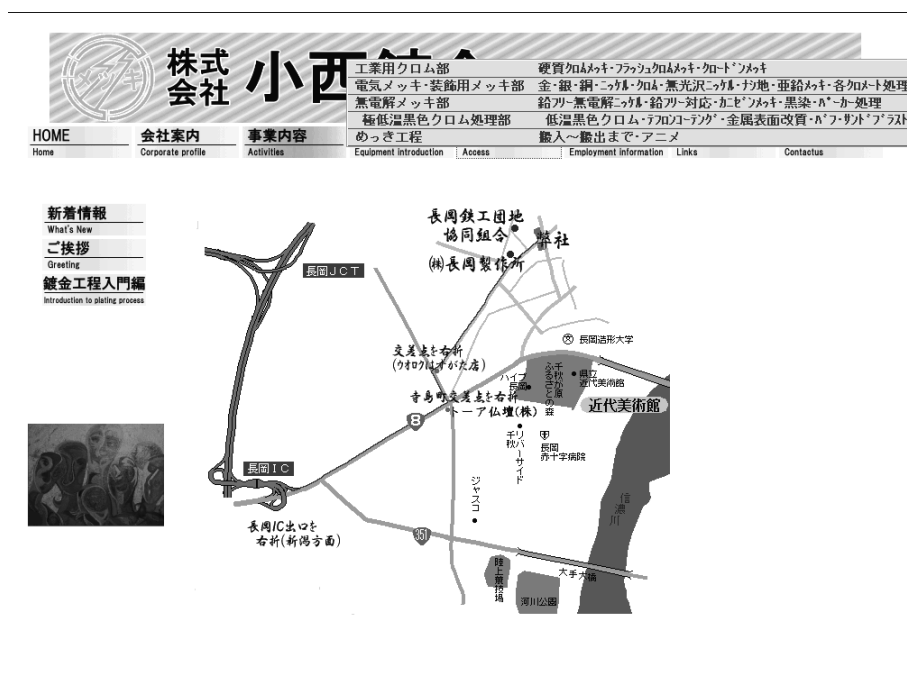 メッキ
株式
会社
小西鍍金
工業用クロム部 硬質クロムメッキ・フラッシュクロムメッキ・クロートﾞンメッキ
電気メッキ・装飾用メッキ部 金・銀・銅・ニッケル・クロム・無光沢ニッケル・ナシ地・亜鉛メッキ・各クロメート処理
無電解メッキ部 鉛フリー無電解ニッケル・鉛フリー対応・カニゼンメッキ・黒染・パーカー処理
極低温黒色クロム処理部 低温黒色クロム・テフロンコーテング・金属表面改質・バフ・サンドブラスト
めっき工程 搬入～搬出まで・アニメ
HOME
Home
会社案内
Corporate profile
事業内容
Activities
Equipment introduction
Access
Employment information
Links
Contactus
新着情報
What's New
ご挨拶
Greeting
鍍金工程入門編
Introduction to plating process
長岡鉄工団地
協同組合
弊社
㈱長岡製作所
長岡JCT
長岡造形大学
交差点を右折
(ウオロクはすがた店)
ハイブ
長岡
千秋が原
ふるさとの森
県立
近代美術館
寺島町交差点を右折
トーア仏壇(株)
近代美術館
8
リバーサイド
千秋
長岡
赤十字病院
長岡IC
ジャスコ
信濃川
長岡IC出口を
右折(新潟方面)
351
陸上競技場
大手大橋
河川公園